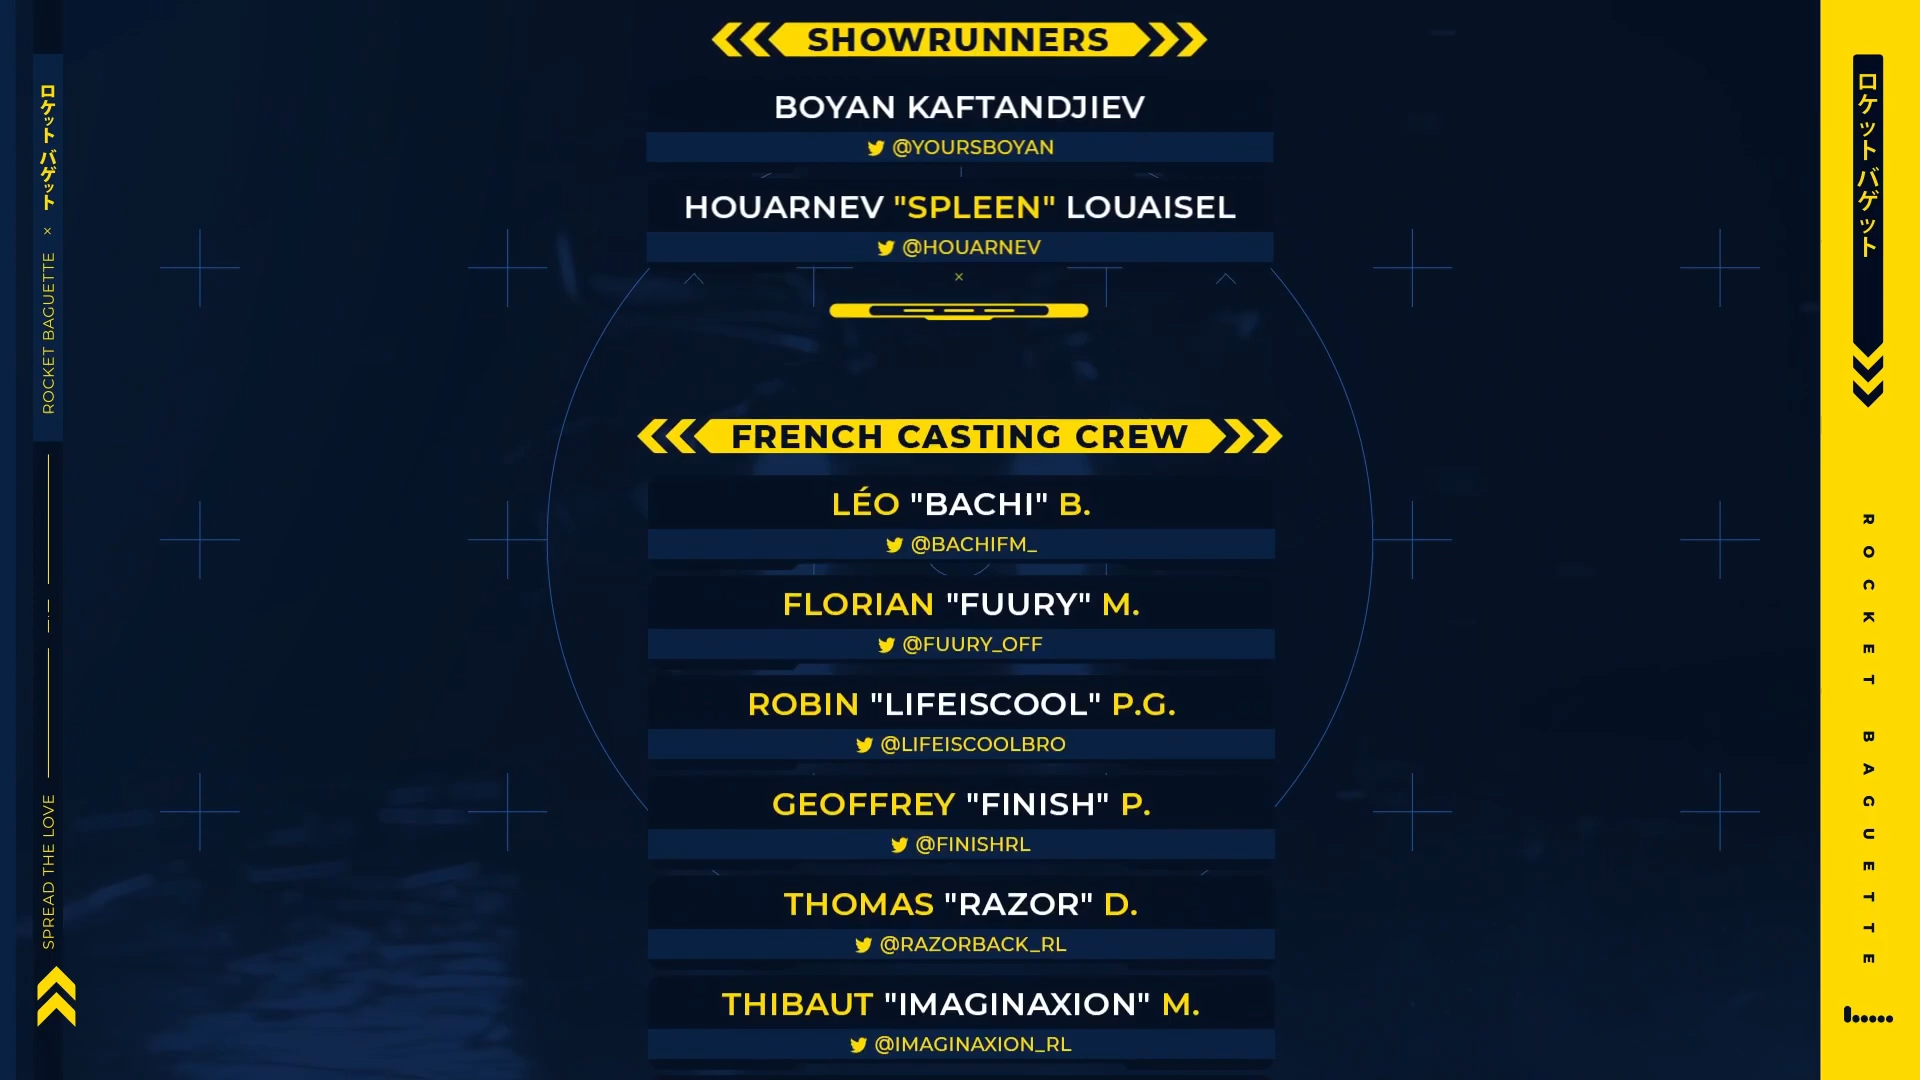 SHOWRUNNERS
BOYAN KAFTANDJIEV
@YOURSBOYAN
HOUARNEV "SPLEEN" LOUAISEL
@HOUARNEV
FRENCH CASTING CREW
LÉO "BACHI" B.
@BACHIFM_
FLORIAN "FUURY" M.
@FUURY_OFF
ROBIN "LIFEISCOOL" P.G.
@LIFEISCOOLBRO
GEOFFREY "FINISH" P.
@FINISHRL
THOMAS "RAZOR" D.
@RAZORBACK_RL
THIBAUT "IMAGINAXION" M.
@IMAGINAXION_RL
ロケット バゲット × ROCKET BAGUETTE
SPREAD THE LOVE
ロケット バゲット
ROCKET BAGUETTE